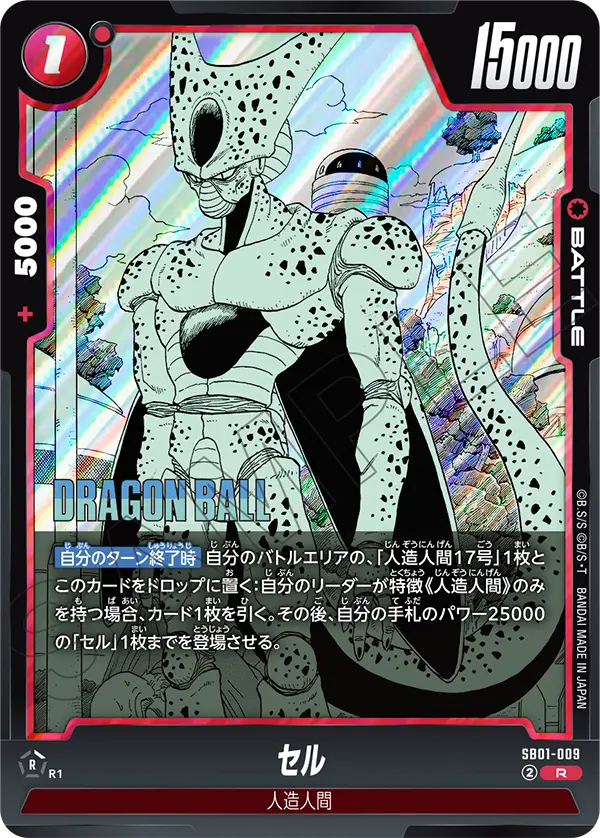 1
15000
+ 5000
BATTLE
DRAGON BALL
自分のターン終了時 自分のバトルエリアの、「人造人間17号」1枚と
このカードをドロップに置く:自分のリーダーが特徴《人造人間》のみ
を持つ場合、カード1枚を引く。その後、自分の手札のパワー25000
の「セル」1枚までを登場させる。
©B.S/S ©B/S・T BANDAI MADE IN JAPAN
SAMPLE
R
R1
セル
SB01-009
② R
人造人間